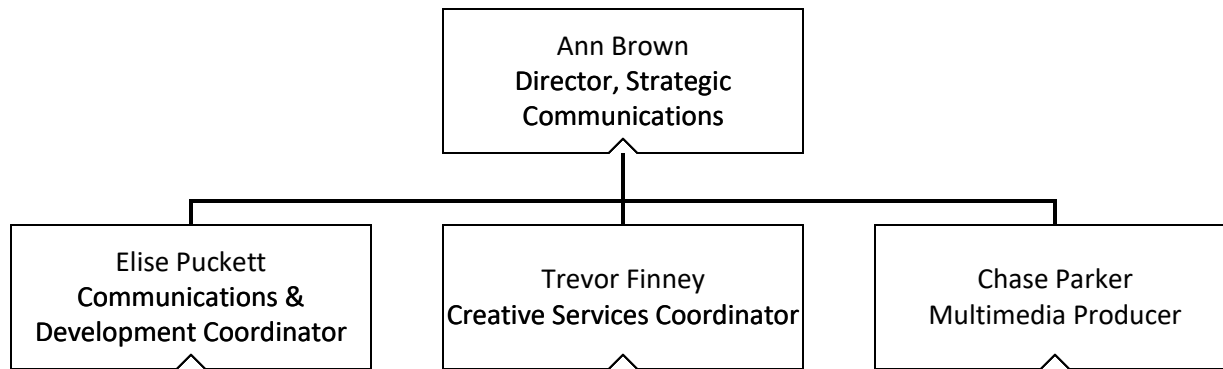 Ann Brown
Director, Strategic
Communications
Elise Puckett
Communications &
Development Coordinator
Trevor Finney
Creative Services Coordinator
Chase Parker
Multimedia Producer